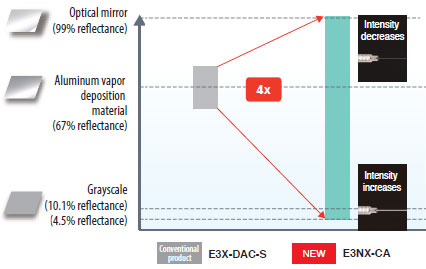 Optical mirror
(99% reflectance)
Intensity
decreases
Aluminum vapor
deposition
material
(67% reflectance)
4x
Intensity
increases
Grayscale
(10.1% reflectance)
(4.5% reflectance)
Conventional
product
E3X-DAC-S
NEW
E3NX-CA